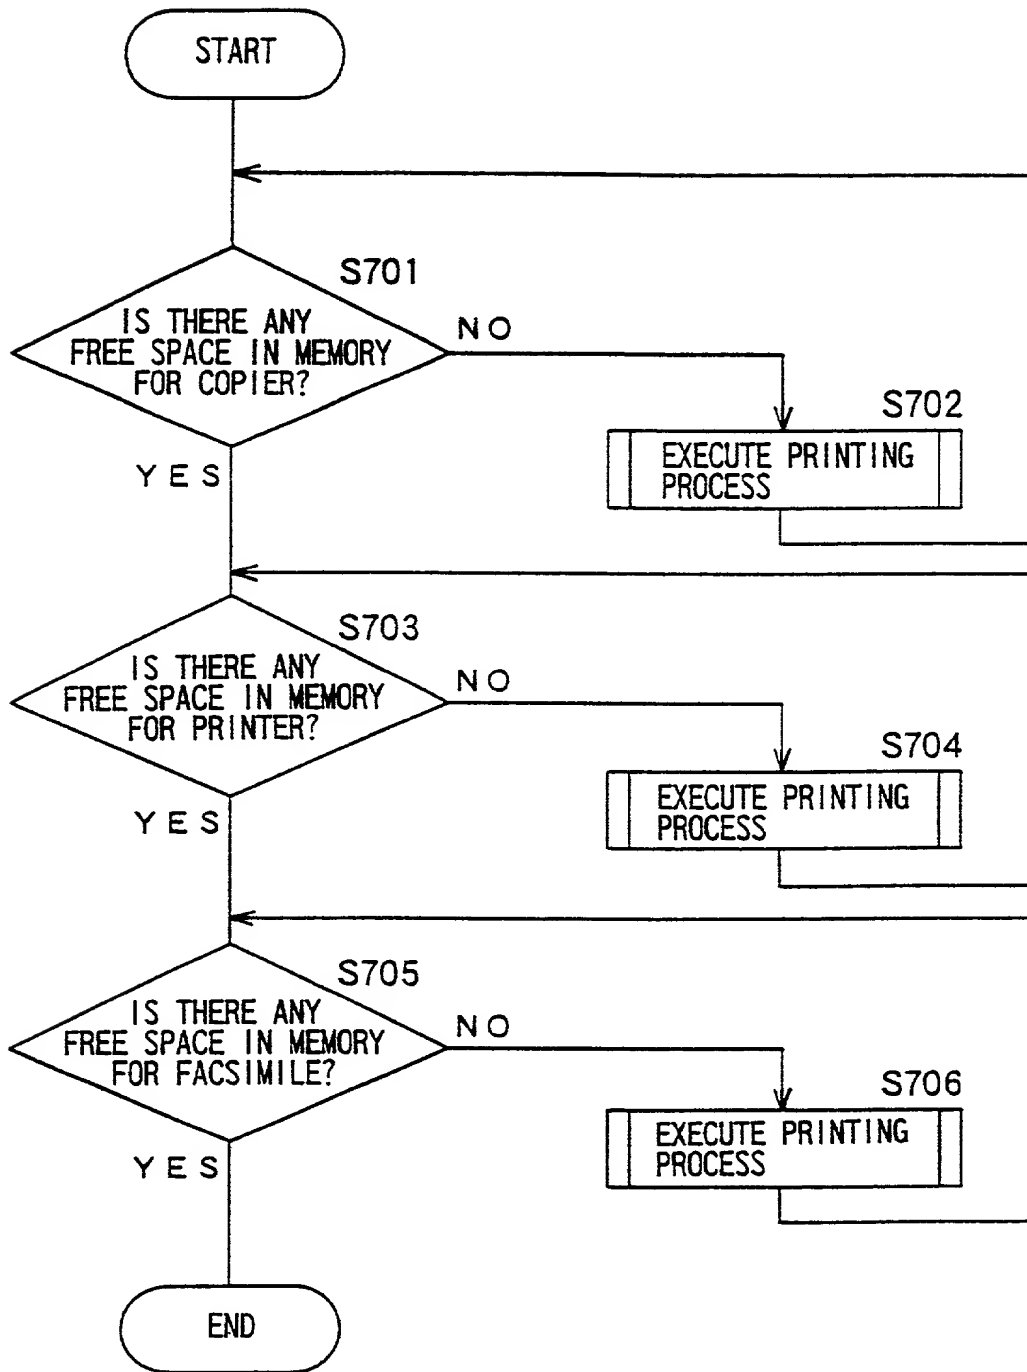 START
S701
IS THERE ANY
FREE SPACE IN MEMORY
FOR COPIER?
NO
YES
S702
EXECUTE PRINTING
PROCESS
S703
IS THERE ANY
FREE SPACE IN MEMORY
FOR PRINTER?
NO
YES
S704
EXECUTE PRINTING
PROCESS
S705
IS THERE ANY
FREE SPACE IN MEMORY
FOR FACSIMILE?
NO
YES
S706
EXECUTE PRINTING
PROCESS
END